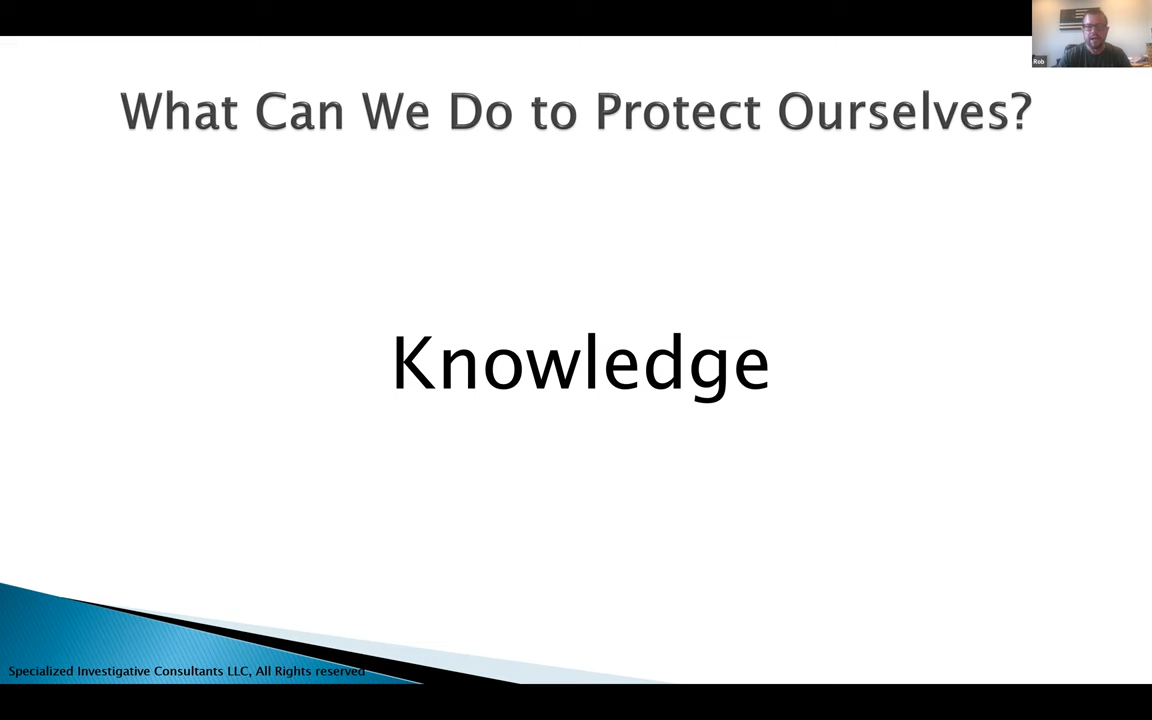 Rob
What Can We Do to Protect Ourselves?
Knowledge
Specialized Investigative Consultants LLC, All Rights reserved